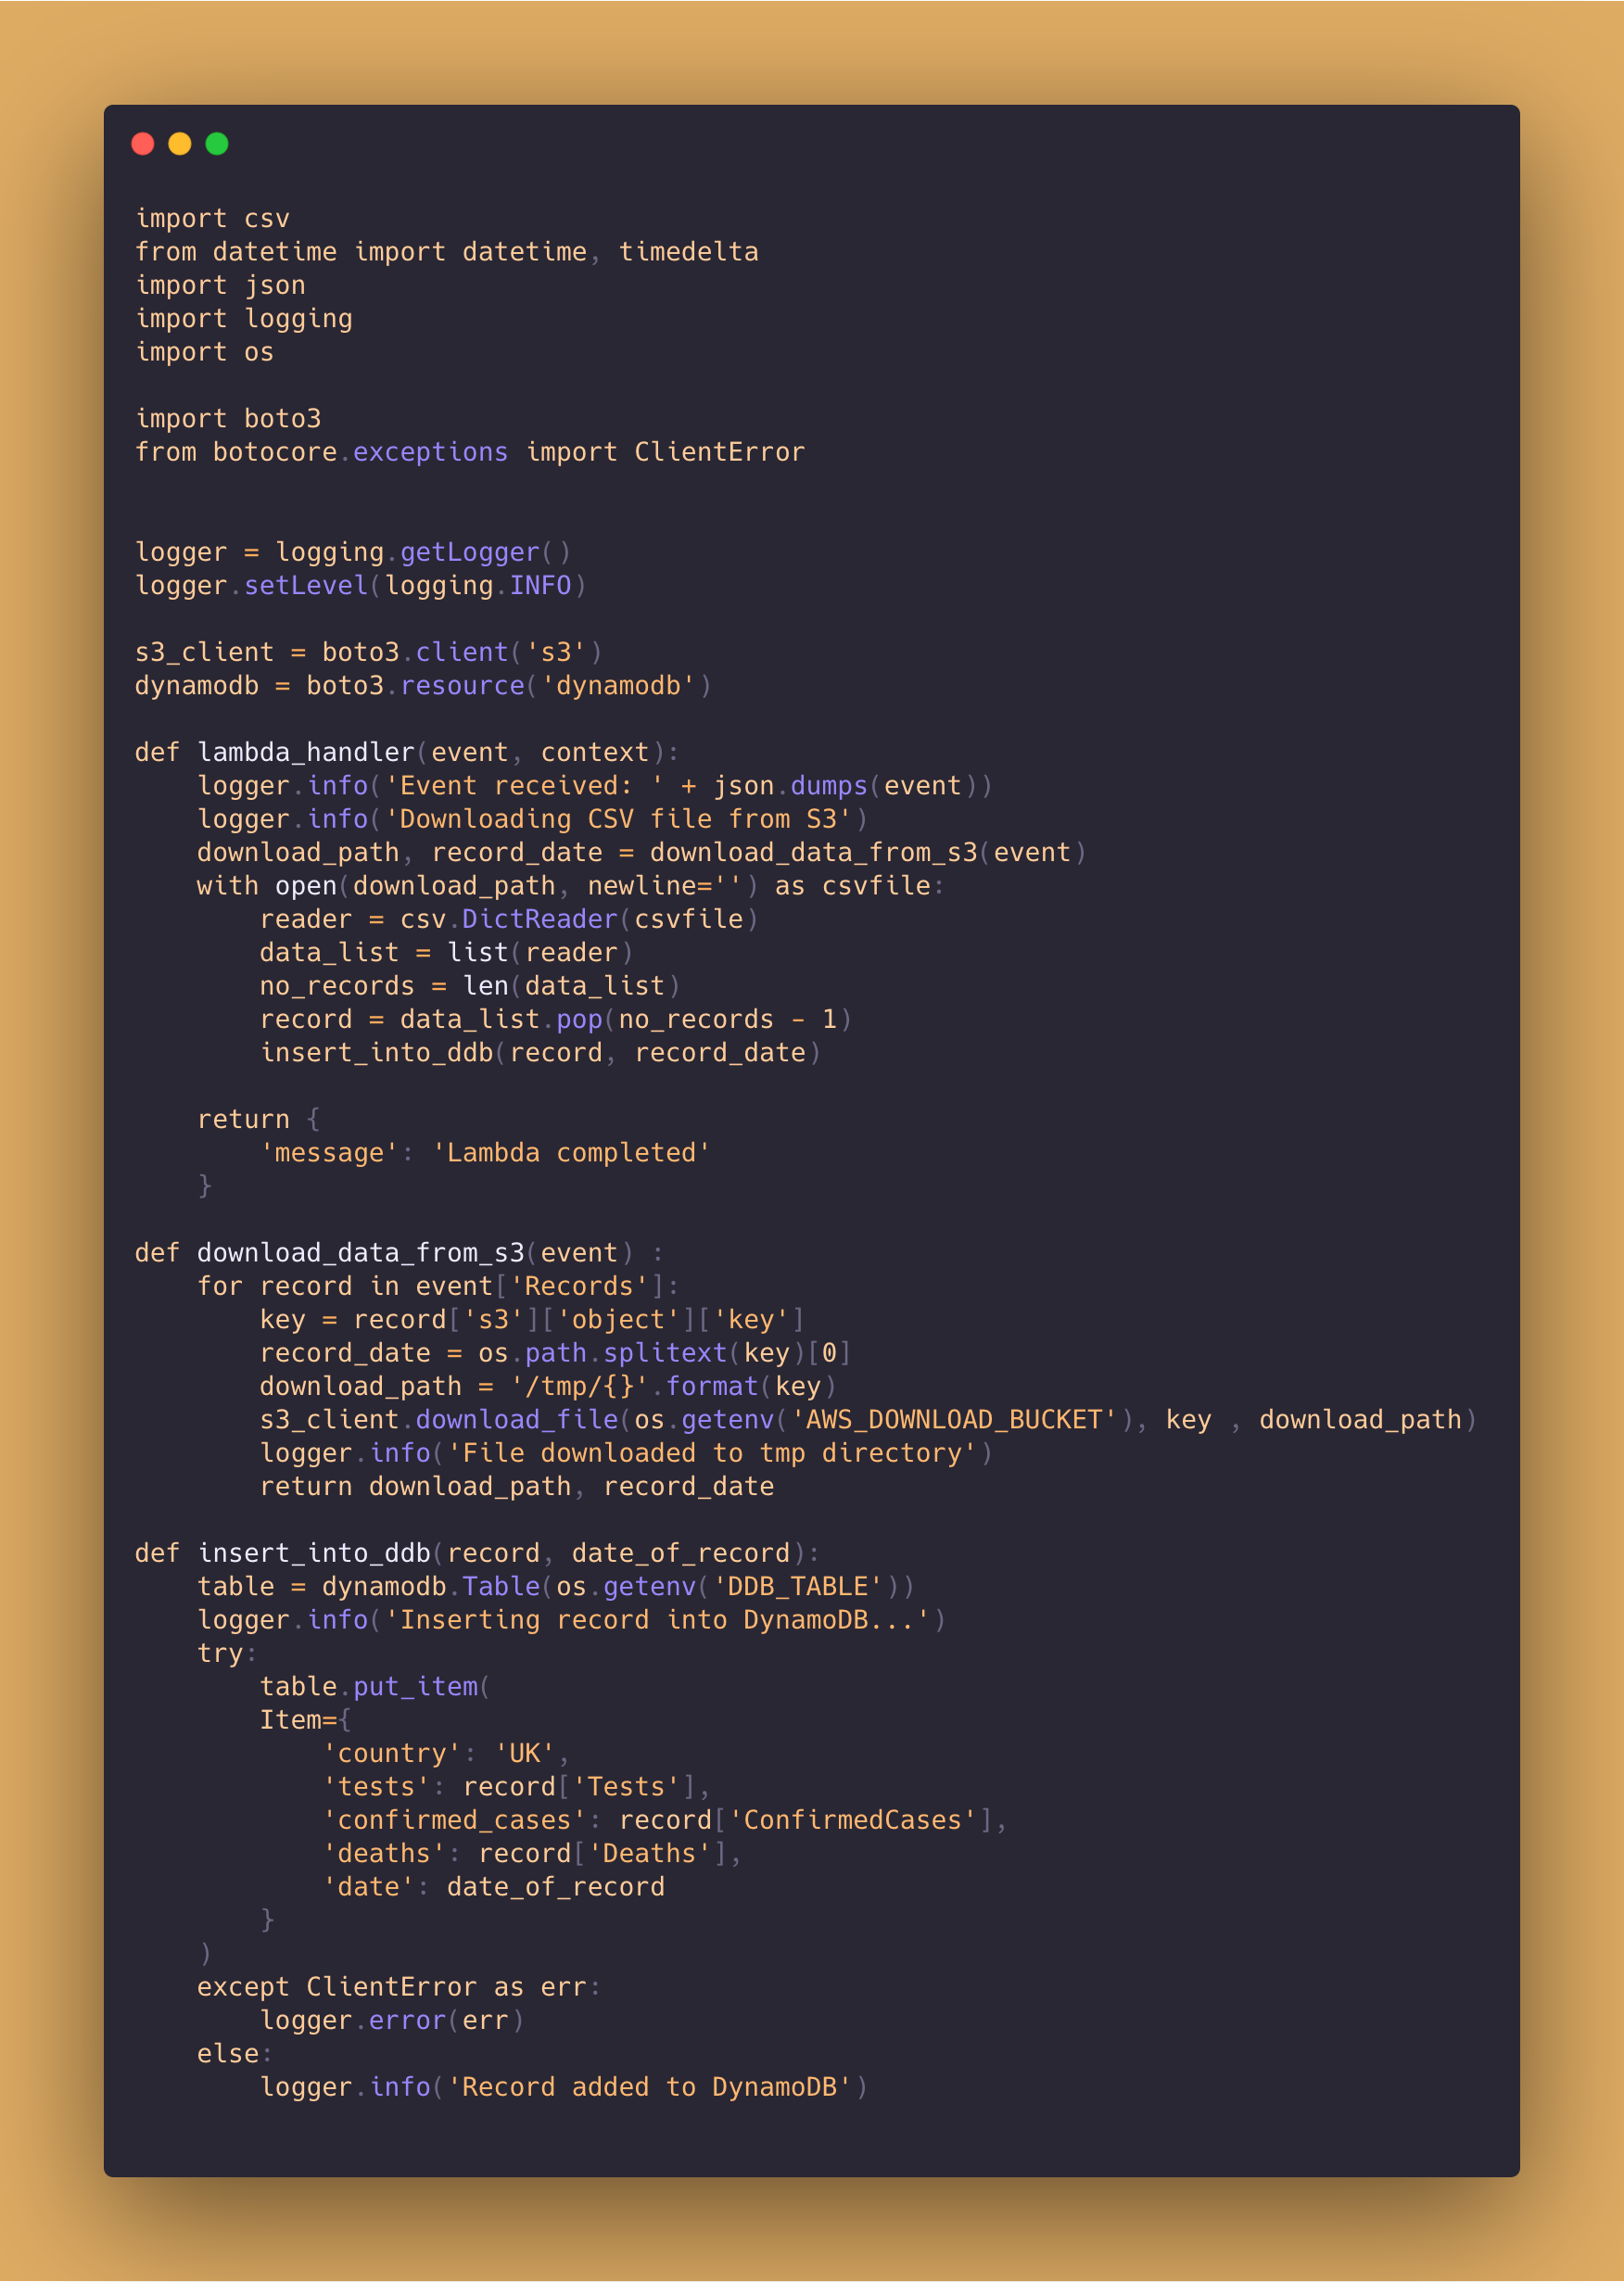 import csv
from datetime import datetime, timedelta
import json
import logging
import os

import boto3
from botocore.exceptions import ClientError


logger = logging.getLogger()
logger.setLevel(logging.INFO)

s3_client = boto3.client('s3')
dynamodb = boto3.resource('dynamodb')

def lambda_handler(event, context):
    logger.info('Event received: ' + json.dumps(event))
    logger.info('Downloading CSV file from S3')
    download_path, record_date = download_data_from_s3(event)
    with open(download_path, newline='') as csvfile:
        reader = csv.DictReader(csvfile)
        data_list = list(reader)
        no_records = len(data_list)
        record = data_list.pop(no_records - 1)
        insert_into_ddb(record, record_date)

    return {
        'message': 'Lambda completed'
    }

def download_data_from_s3(event) :
    for record in event['Records']:
        key = record['s3']['object']['key']
        record_date = os.path.splitext(key)[0]
        download_path = '/tmp/{}'.format(key)
        s3_client.download_file(os.getenv('AWS_DOWNLOAD_BUCKET'), key , download_path)
        logger.info('File downloaded to tmp directory')
        return download_path, record_date

def insert_into_ddb(record, date_of_record):
    table = dynamodb.Table(os.getenv('DDB_TABLE'))
    logger.info('Inserting record into DynamoDB...')
    try:
        table.put_item(
        Item={
            'country': 'UK',
            'tests': record['Tests'],
            'confirmed_cases': record['ConfirmedCases'],
            'deaths': record['Deaths'],
            'date': date_of_record
        }
    )
    except ClientError as err:
        logger.error(err)
    else:
        logger.info('Record added to DynamoDB')